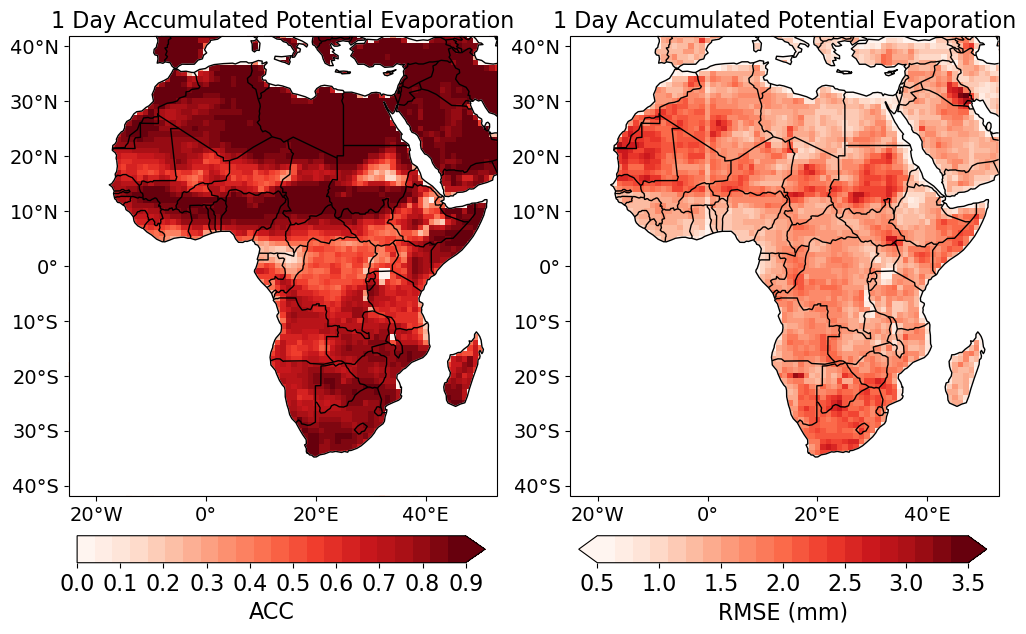 1 Day Accumulated Potential Evaporation
40°N
30°N
20°N
10°N
0°
10°S
20°S
30°S
40°S
20°W 0° 20°E 40°E
0.0 0.1 0.2 0.3 0.4 0.5 0.6 0.7 0.8 0.9
ACC
1 Day Accumulated Potential Evaporation
40°N
30°N
20°N
10°N
0°
10°S
20°S
30°S
40°S
20°W 0° 20°E 40°E
0.5 1.0 1.5 2.0 2.5 3.0 3.5
RMSE (mm)